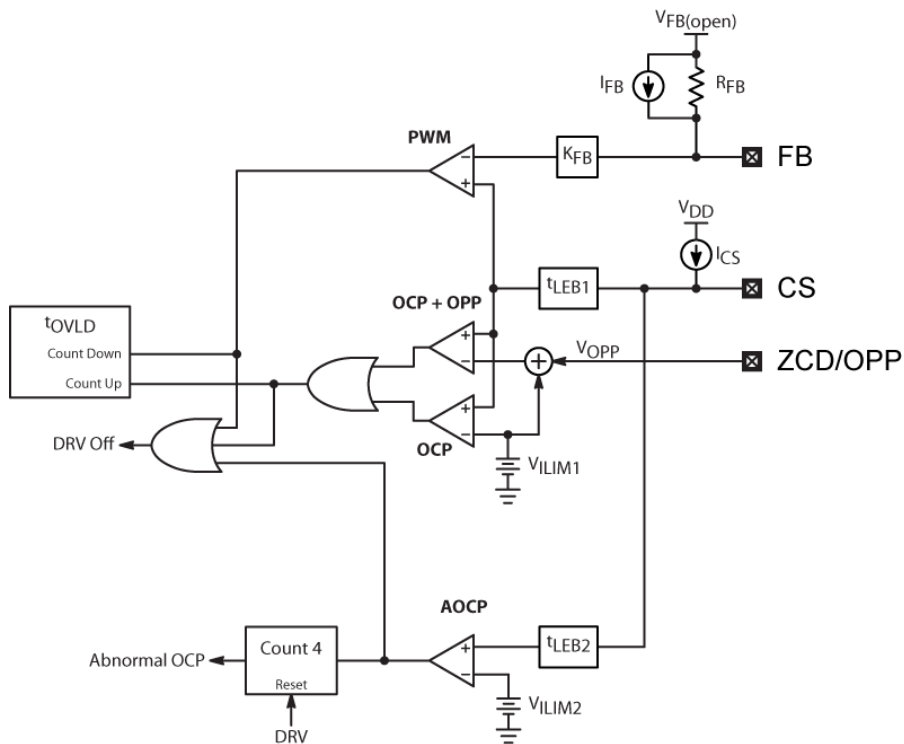 VFB(open)
IFB
RFB
PWM
KFB
FB
−
+
VDD
ICS
tLEB1
CS
OCP + OPP
tOVLD
Count Down
Count Up
+
−
VOPP
+
ZCD/OPP
+
−
OCP
DRV Off
VILIM1
AOCP
tLEB2
+
−
Count 4
Abnormal OCP
Reset
VILIM2
DRV